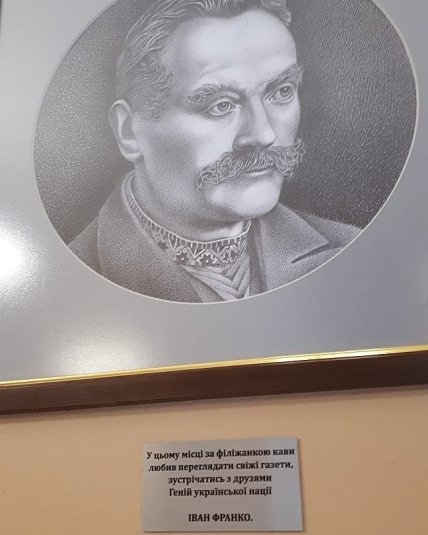 У цьому місці за філіжанкою кави
любив переглядати свіжі газети,
зустрічатись з друзями
Геній української нації
ІВАН ФРАНКО.